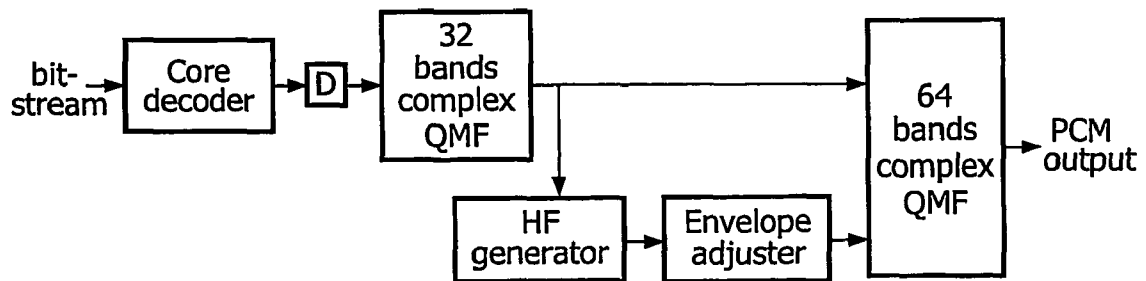 bit-
stream
Core
decoder
D
32
bands
complex
QMF
HF
generator
Envelope
adjuster
64
bands
complex
QMF
PCM
output